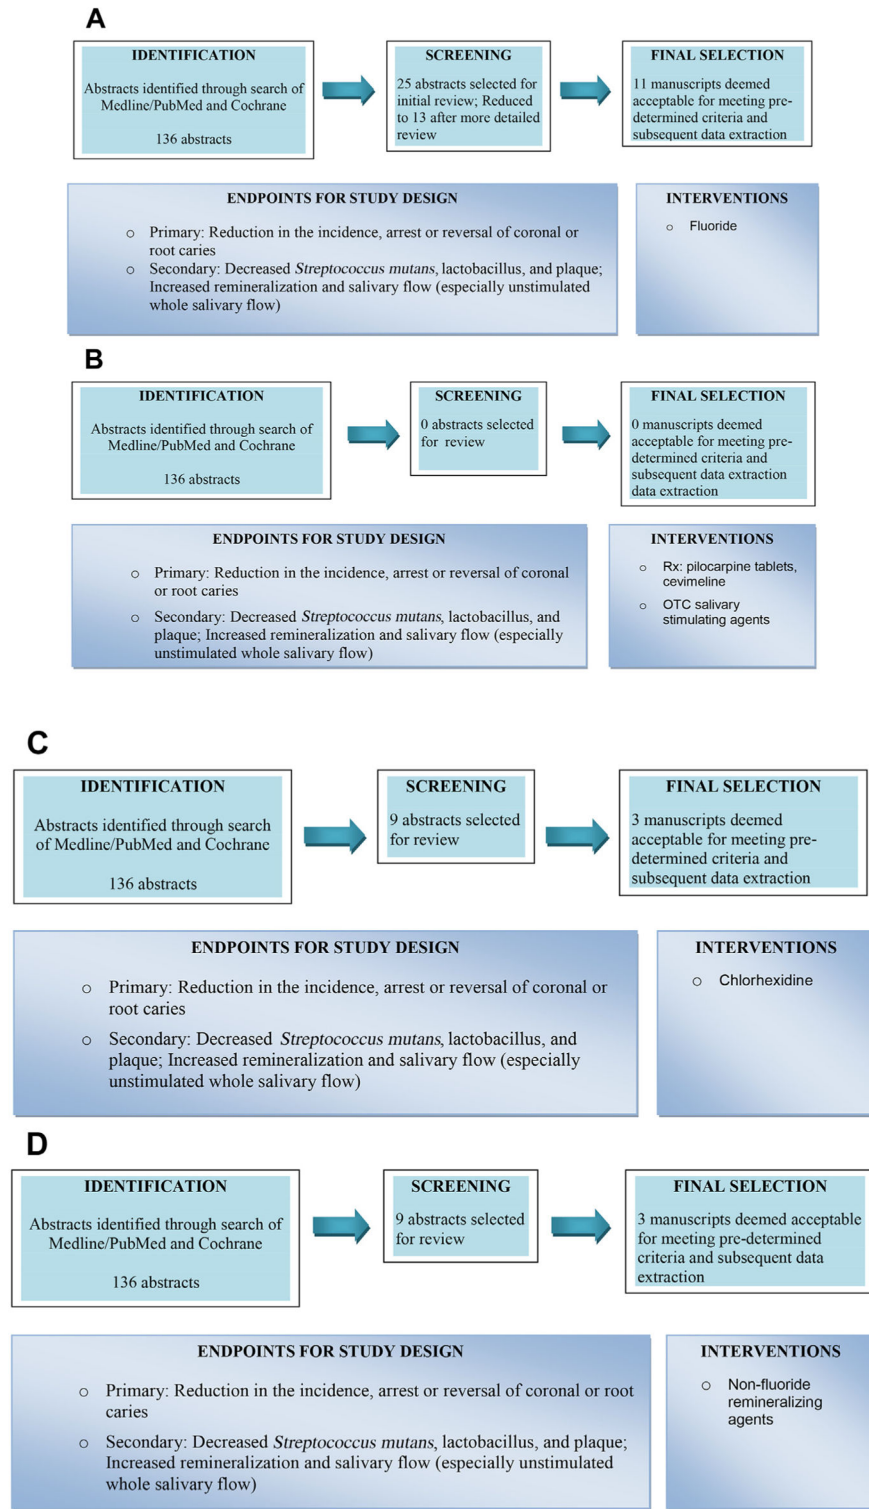 A
IDENTIFICATION
Abstracts identified through search of
Medline/PubMed and Cochrane
136 abstracts
SCREENING
25 abstracts selected for
initial review; Reduced
to 13 after more detailed
review
FINAL SELECTION
11 manuscripts deemed
acceptable for meeting pre-
determined criteria and
subsequent data extraction
ENDPOINTS FOR STUDY DESIGN
o Primary: Reduction in the incidence, arrest or reversal of coronal or
root caries
o Secondary: Decreased Streptococcus mutans, lactobacillus, and plaque;
Increased remineralization and salivary flow (especially unstimulated
whole salivary flow)
INTERVENTIONS
o Fluoride
B
IDENTIFICATION
Abstracts identified through search of
Medline/PubMed and Cochrane
136 abstracts
SCREENING
0 abstracts selected
for review
FINAL SELECTION
0 manuscripts deemed
acceptable for meeting pre-
determined criteria and
subsequent data extraction
data extraction
ENDPOINTS FOR STUDY DESIGN
o Primary: Reduction in the incidence, arrest or reversal of coronal
or root caries
o Secondary: Decreased Streptococcus mutans, lactobacillus, and
plaque; Increased remineralization and salivary flow (especially
unstimulated whole salivary flow)
INTERVENTIONS
o Rx: pilocarpine tablets,
cevimeline
o OTC salivary
stimulating agents
C
IDENTIFICATION
Abstracts identified through search
of Medline/PubMed and Cochrane
136 abstracts
SCREENING
9 abstracts selected
for review
FINAL SELECTION
3 manuscripts deemed
acceptable for meeting pre-
determined criteria and
subsequent data extraction
ENDPOINTS FOR STUDY DESIGN
o Primary: Reduction in the incidence, arrest or reversal of coronal or
root caries
o Secondary: Decreased Streptococcus mutans, lactobacillus, and
plaque; Increased remineralization and salivary flow (especially
unstimulated whole salivary flow)
INTERVENTIONS
o Chlorhexidine
D
IDENTIFICATION
Abstracts identified through search of
Medline/PubMed and Cochrane
136 abstracts
SCREENING
9 abstracts selected
for review
FINAL SELECTION
3 manuscripts deemed acceptable
for meeting pre-determined
criteria and subsequent data
extraction
ENDPOINTS FOR STUDY DESIGN
o Primary: Reduction in the incidence, arrest or reversal of coronal or root
caries
o Secondary: Decreased Streptococcus mutans, lactobacillus, and plaque;
Increased remineralization and salivary flow (especially unstimulated
whole salivary flow)
INTERVENTIONS
o Non-fluoride
remineralizing
agents